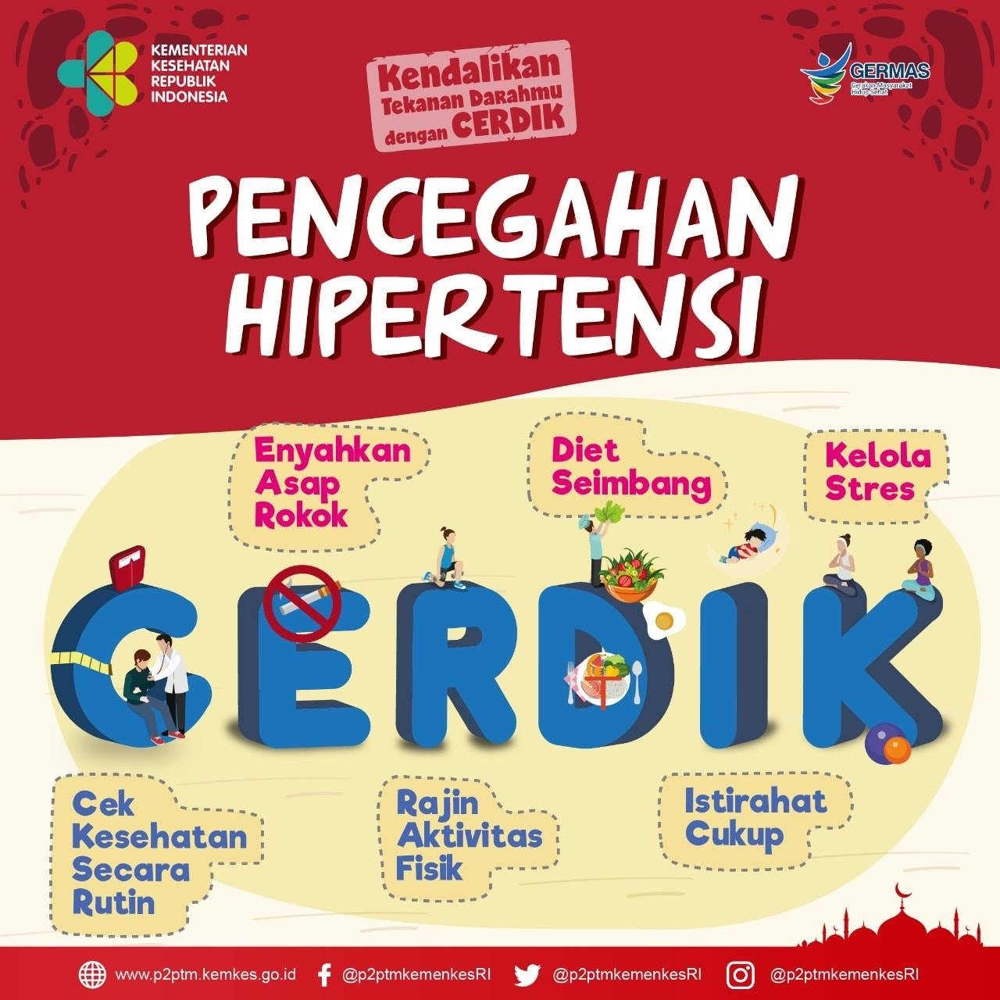 KEMENTERIAN
KESEHATAN
REPUBLIK
INDONESIA
Kendalikan
Tekanan Darahmu
dengan CERDIK
GERMAS
Gerakan Masyarakat
Hidup Sehat
PENCEGAHAN
HIPERTENSI
Enyahkan
Asap
Rokok
Diet
Seimbang
Kelola
Stres
CERDIK
Cek
Kesehatan
Secara
Rutin
Rajin
Aktivitas
Fisik
Istirahat
Cukup
www.p2ptm.kemkes.go.id
@p2ptmkemenkesRI
@p2ptmkemenkesRI
@p2ptmkemenkesRI